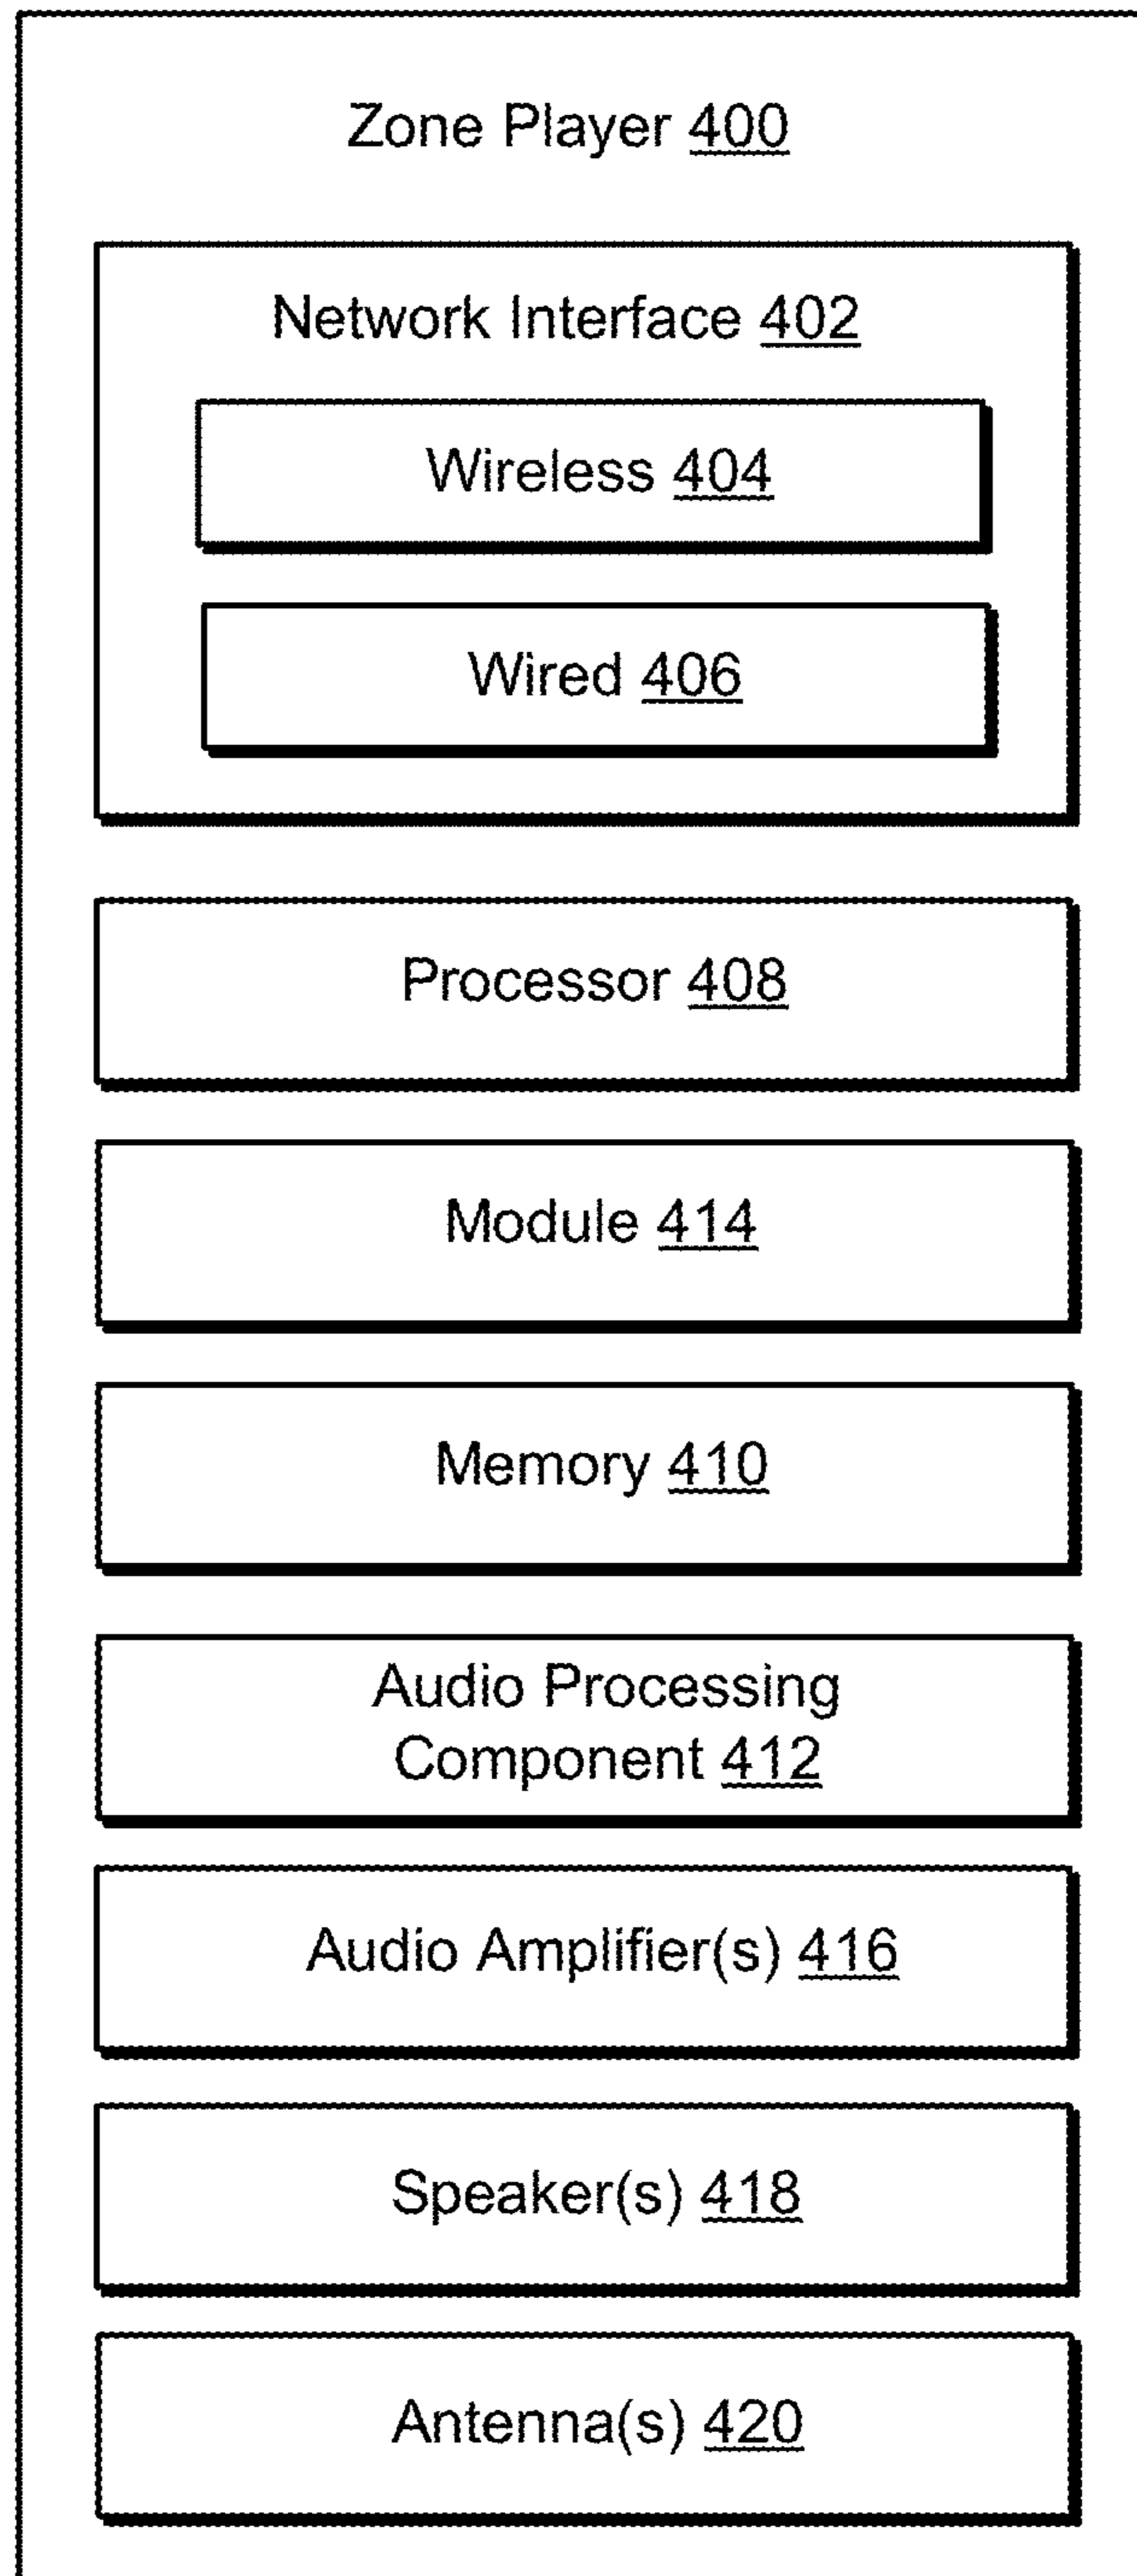 Zone Player 400
Network Interface 402
Wireless 404
Wired 406
Processor 408
Module 414
Memory 410
Audio Processing
Component 412
Audio Amplifier(s) 416
Speaker(s) 418
Antenna(s) 420